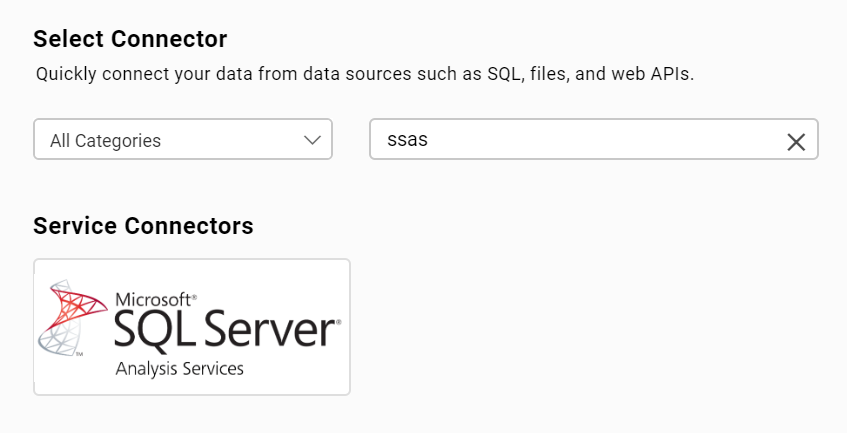 Select Connector
Quickly connect your data from data sources such as SQL, files, and web APIs.
All Categories
ssas
Service Connectors
Microsoft®
SQL Server®
Analysis Services
™